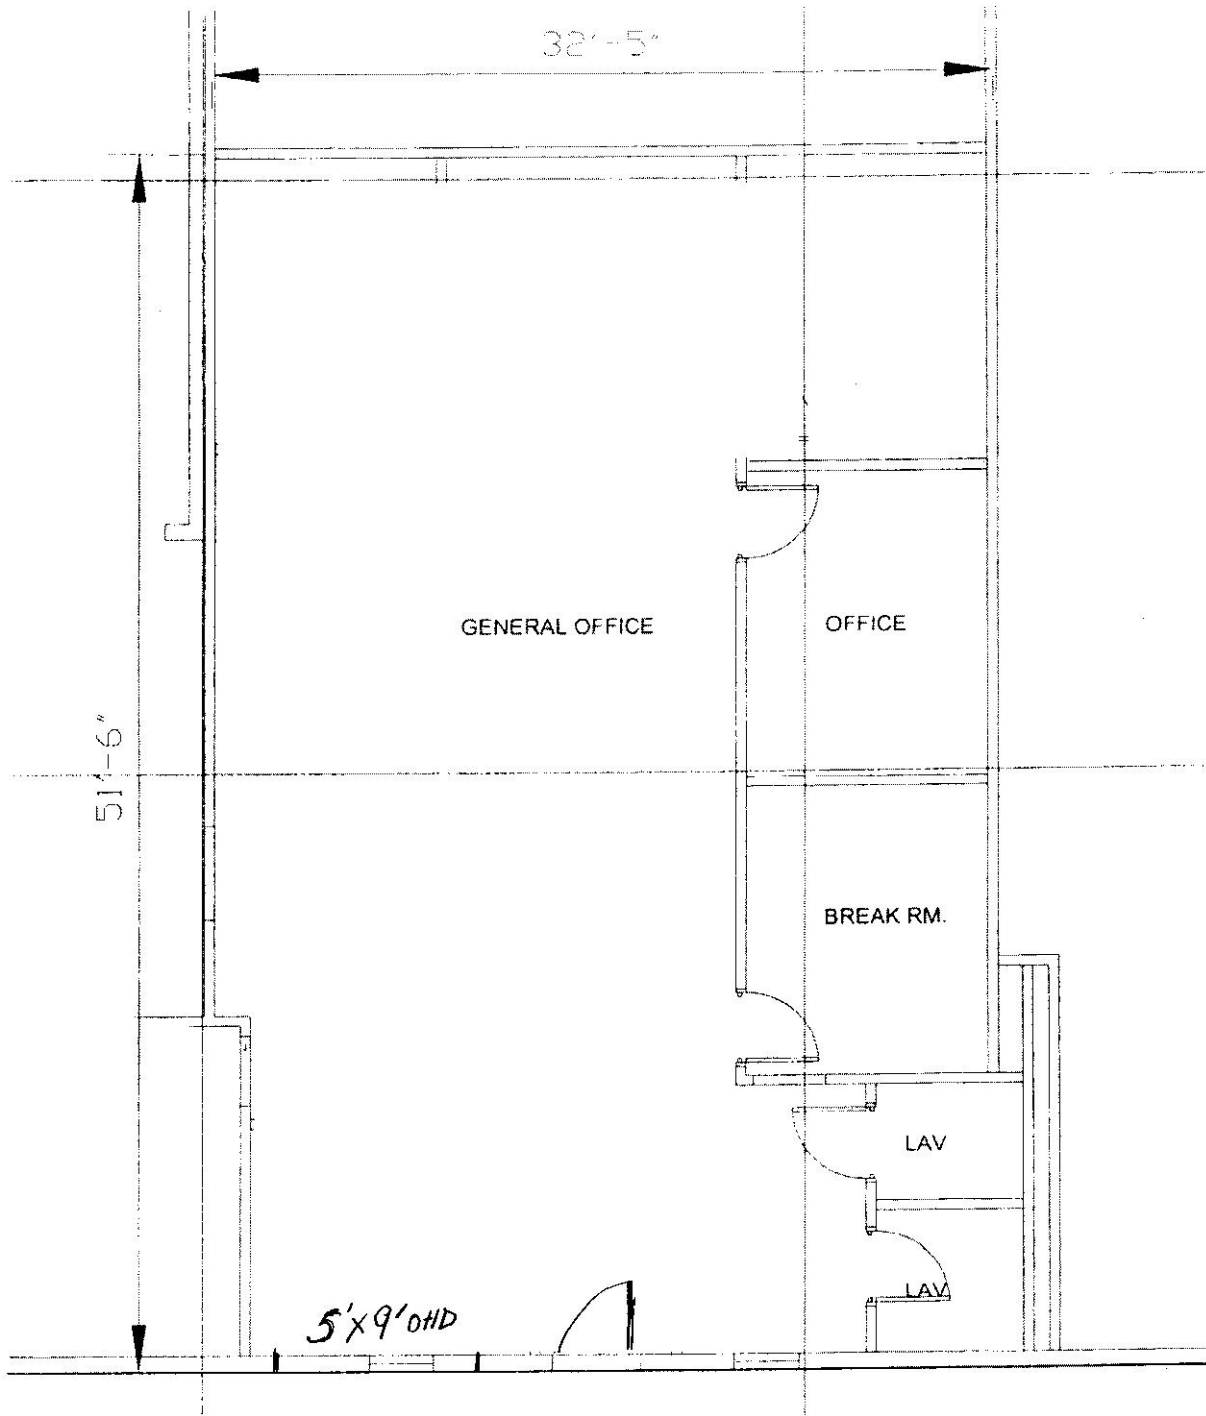 32'-5"
GENERAL OFFICE
OFFICE
51'-6"
BREAK RM.
LAV
LAV
5'X9' OHD